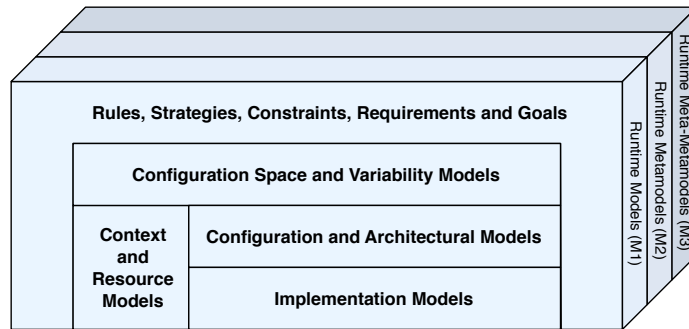 Rules, Strategies, Constraints, Requirements and Goals
Configuration Space and Variability Models
Context
and
Resource
Models
Configuration and Architectural Models
Implementation Models
Runtime Models (M1)
Runtime Metamodels (M2)
Runtime Meta-Metamodels (M3)